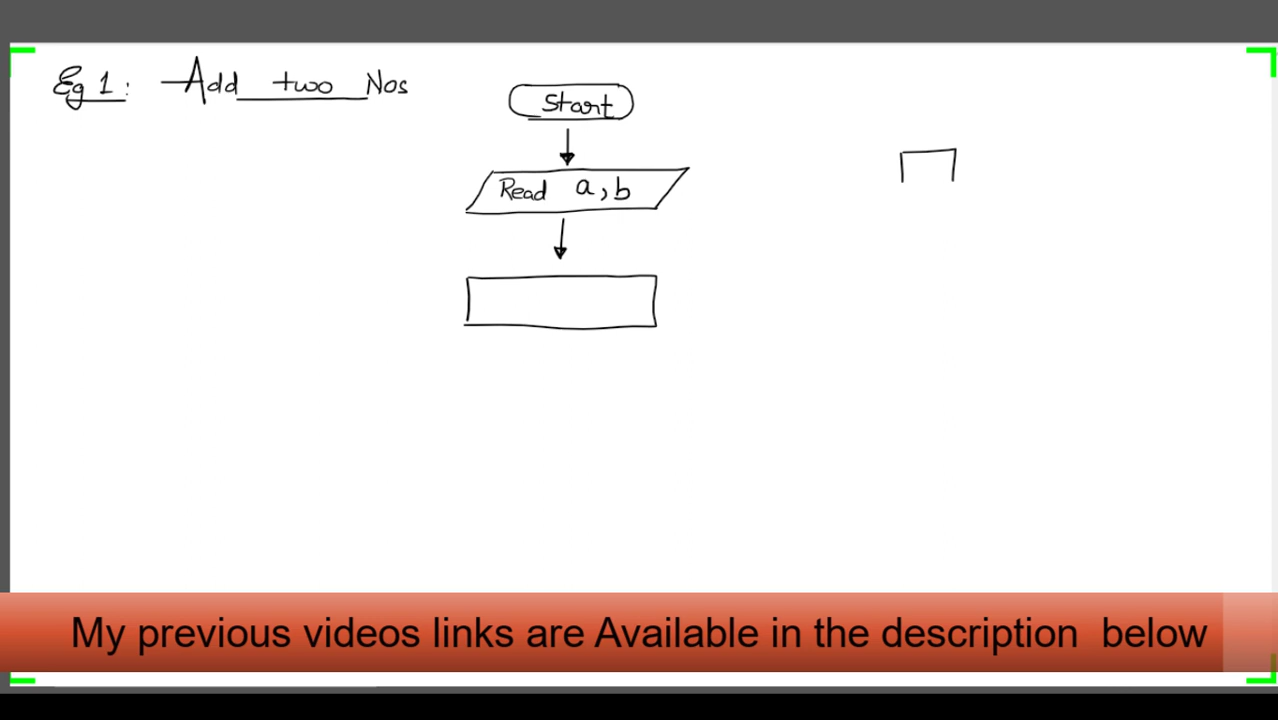 Eg 1: Add two Nos
Start
Read a, b
My previous videos links are Available in the description below